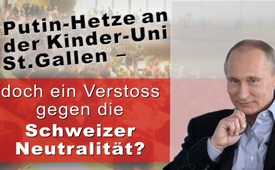 Putin-Hetze an
der Kinder-Uni
St.Gallen –
doch ein Verstoss
gegen die
Schweizer
Neutralität?